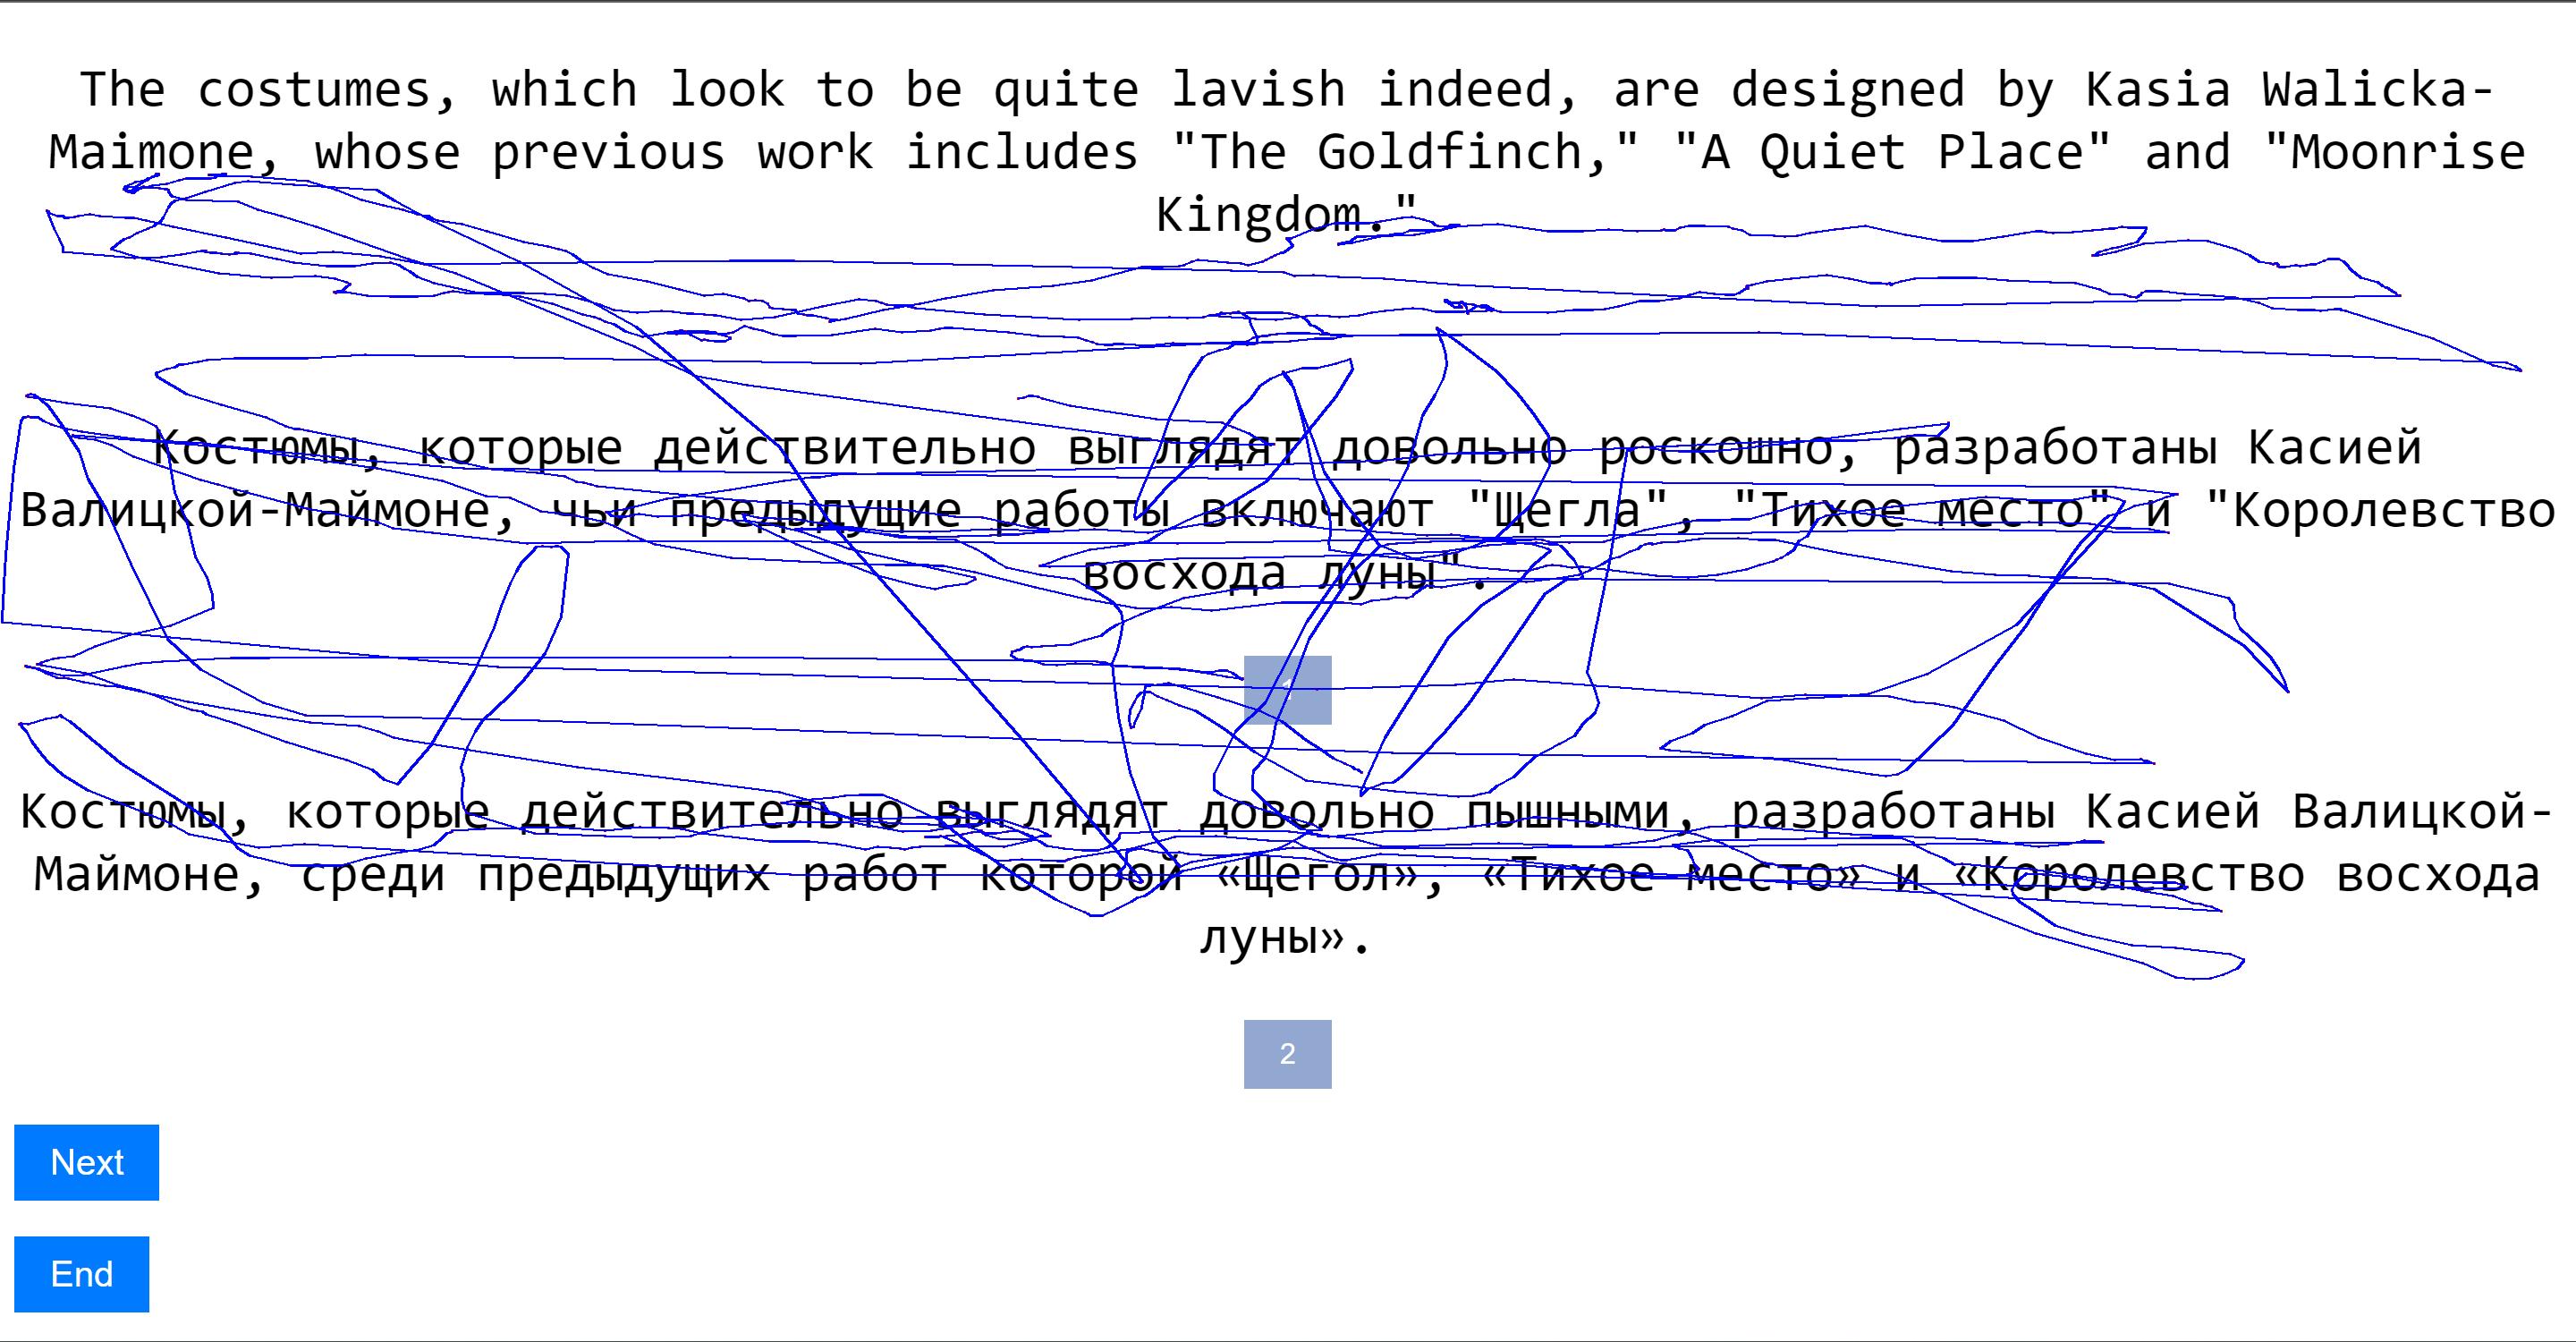 The costumes, which look to be quite lavish indeed, are designed by Kasia Walicka-
Maimone, whose previous work includes "The Goldfinch," "A Quiet Place" and "Moonrise
Kingdom."
Костюмы, которые действительно выглядят довольно роскошно, разработаны Касией
Валицкой-Маймоне, чьи предыдущие работы включают "Щегла", "Тихое место" и "Королевство
восхода луны".
1
Костюмы, которые действительно выглядят довольно пышными, разработаны Касией Валицкой-
Маймоне, среди предыдущих работ которой «Щегол», «Тихое место» и «Королевство восхода
луны».
2
Next
End